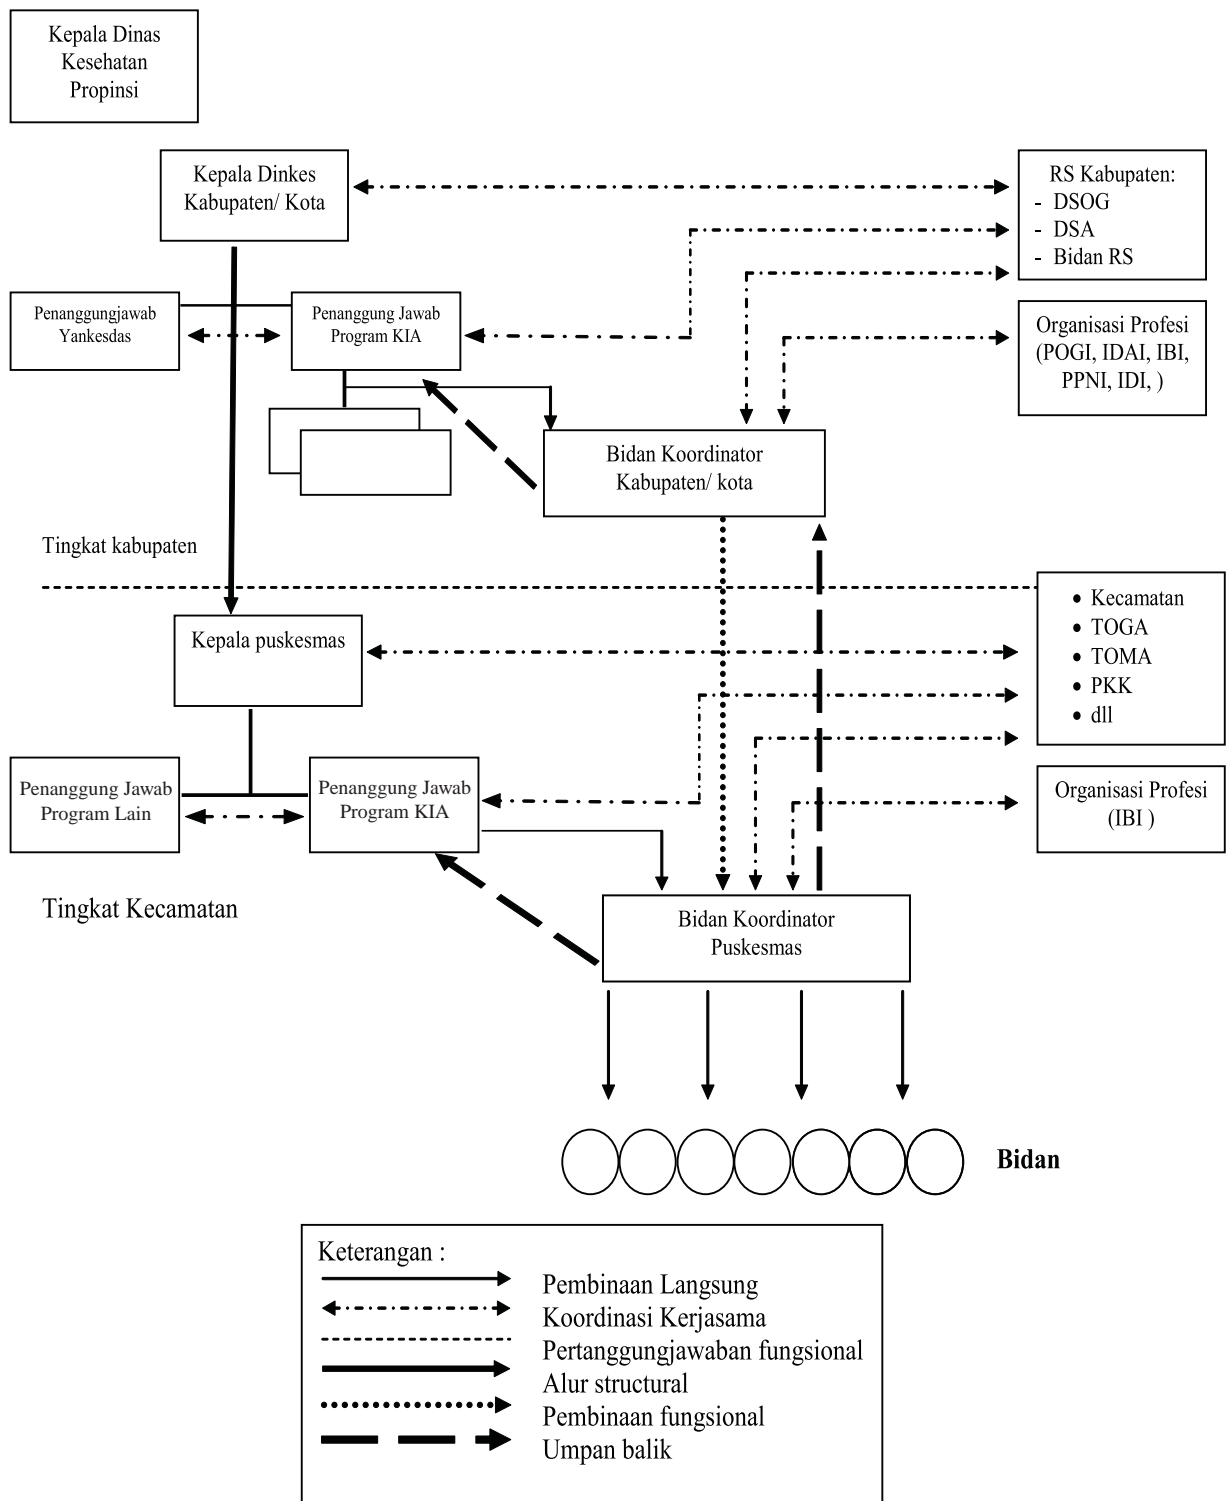 Kepala Dinas
Kesehatan
Propinsi
Kepala Dinkes
Kabupaten/ Kota
RS Kabupaten:
- DSOG
- DSA
- Bidan RS
Penanggungjawab
Yankesdas
Penanggung Jawab
Program KIA
Organisasi Profesi
(POGI, IDAI, IBI,
PPNI, IDI, )
Bidan Koordinator
Kabupaten/ kota
Tingkat kabupaten
Kepala puskesmas
• Kecamatan
• TOGA
• TOMA
• PKK
• dll
Penanggung Jawab
Program Lain
Penanggung Jawab
Program KIA
Organisasi Profesi
(IBI )
Tingkat Kecamatan
Bidan Koordinator
Puskesmas
Bidan
Keterangan :
Pembinaan Langsung
Koordinasi Kerjasama
Pertanggungjawaban fungsional
Alur structural
Pembinaan fungsional
Umpan balik